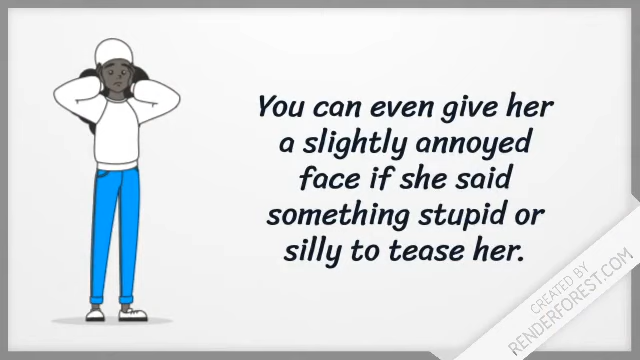 You can even give her
a slightly annoyed
face if she said
something stupid or
silly to tease her.
CREATED BY
RENDERFOREST.COM